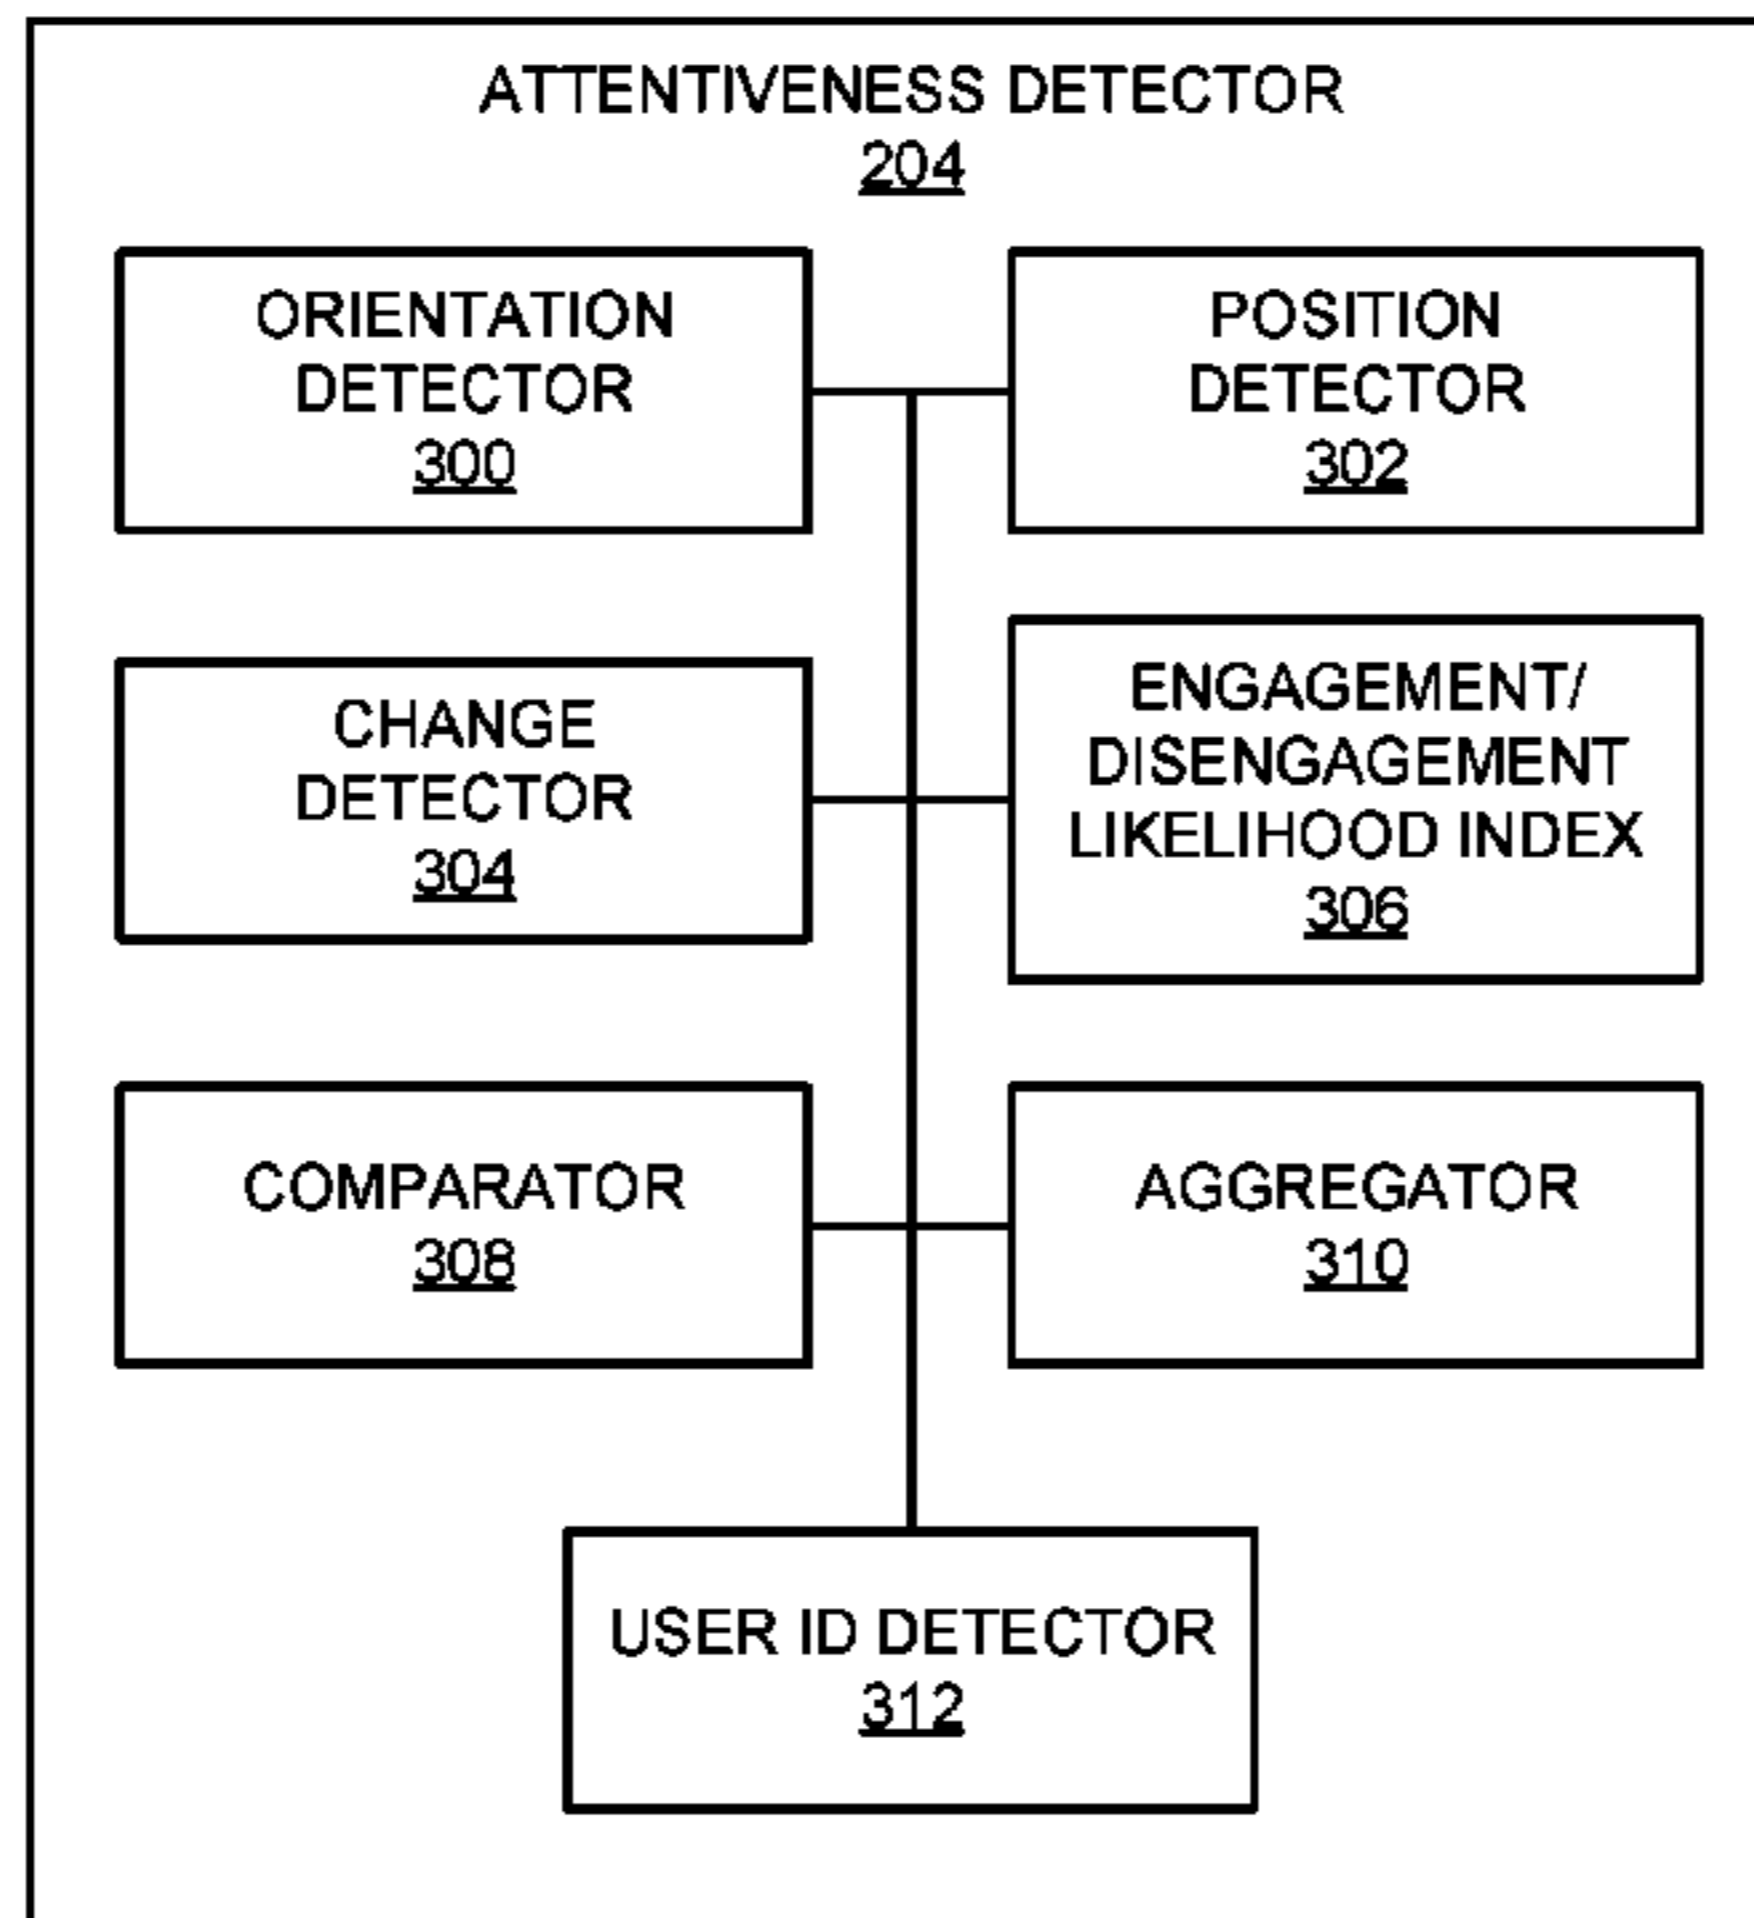 ATTENTIVENESS DETECTOR
204
ORIENTATION
DETECTOR
300
POSITION
DETECTOR
302
CHANGE
DETECTOR
304
ENGAGEMENT/
DISENGAGEMENT
LIKELIHOOD INDEX
306
COMPARATOR
308
AGGREGATOR
310
USER ID DETECTOR
312